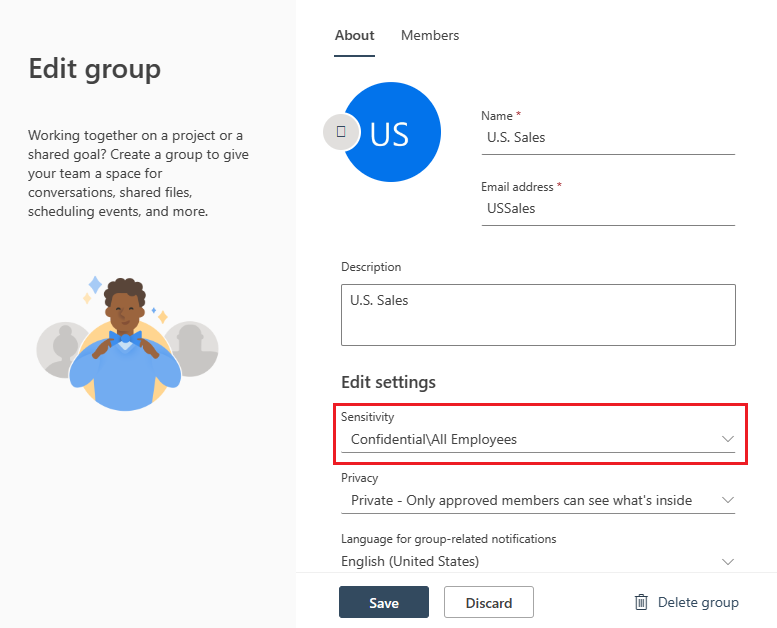 Edit group
Working together on a project or a
shared goal? Create a group to give
your team a space for
conversations, shared files,
scheduling events, and more.
About
Members
US
Name *
U.S. Sales
Email address *
USSales
Description
U.S. Sales
Edit settings
Sensitivity
Confidential\All Employees
Privacy
Private - Only approved members can see what's inside
Language for group-related notifications
English (United States)
Save
Discard
Delete group